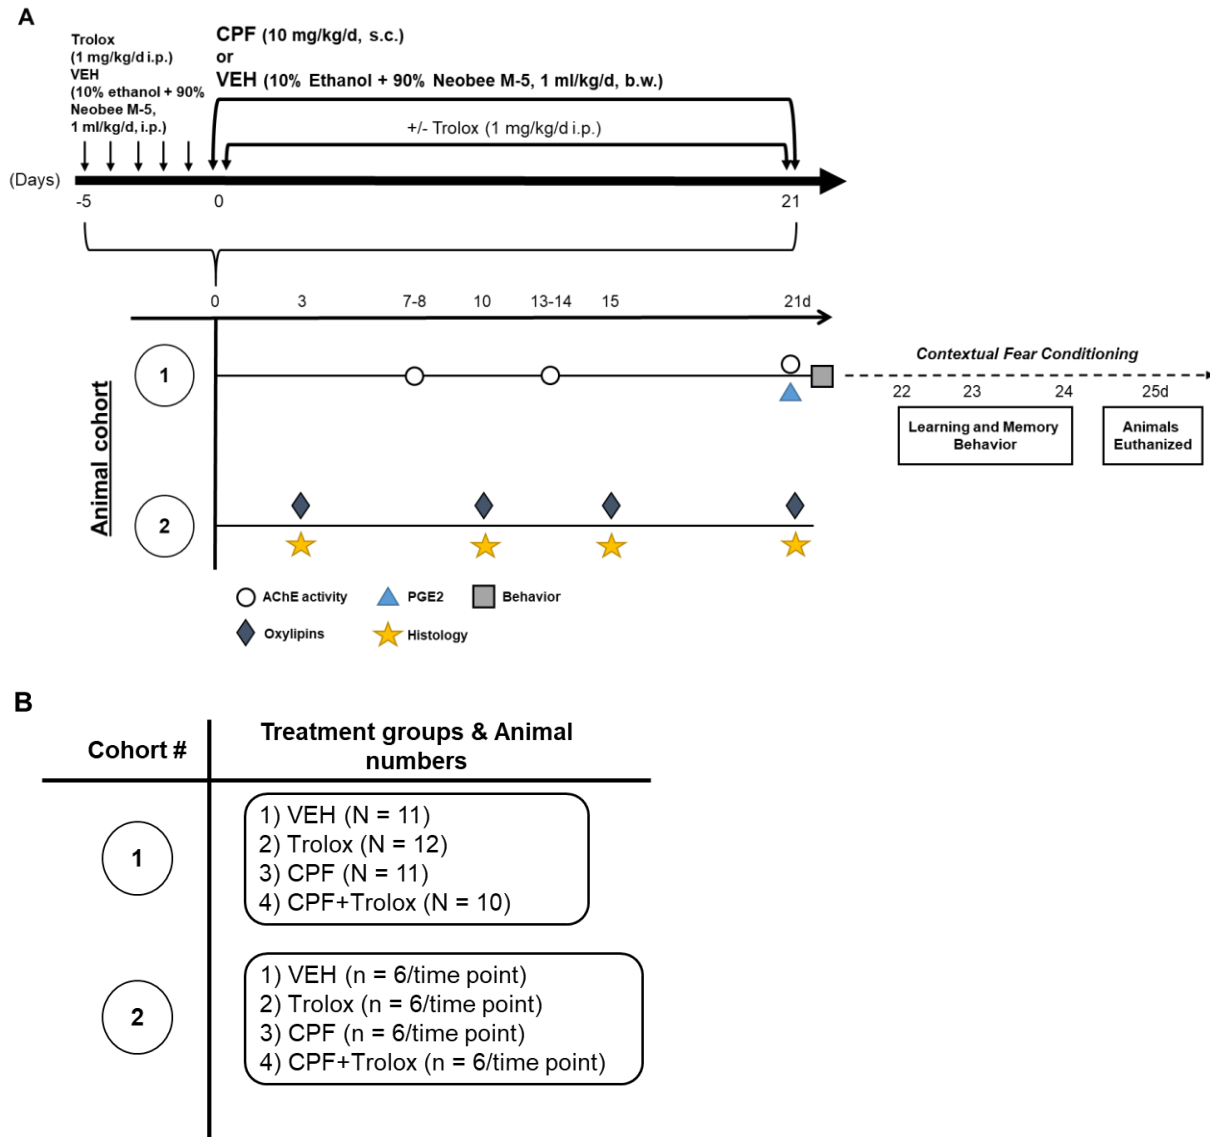 A
Trolox
(1 mg/kg/d i.p.)
VEH
(10% ethanol + 90%
Neobee M-5,
1 ml/kg/d, i.p.)
CPF (10 mg/kg/d, s.c.)
or
VEH (10% Ethanol + 90% Neobee M-5, 1 ml/kg/d, b.w.)
+/- Trolox (1 mg/kg/d i.p.)
(Days)
-5 0 21
0 3 7-8 10 13-14 15 21d
Animal cohort
1
Contextual Fear Conditioning
22 23 24 25d
Learning and Memory
Behavior
Animals
Euthanized
2
AChE activity PGE2 Behavior
Oxylipins Histology
B
Cohort #
Treatment groups & Animal
numbers
1
1) VEH (N = 11)
2) Trolox (N = 12)
3) CPF (N = 11)
4) CPF+Trolox (N = 10)
2
1) VEH (n = 6/time point)
2) Trolox (n = 6/time point)
3) CPF (n = 6/time point)
4) CPF+Trolox (n = 6/time point)